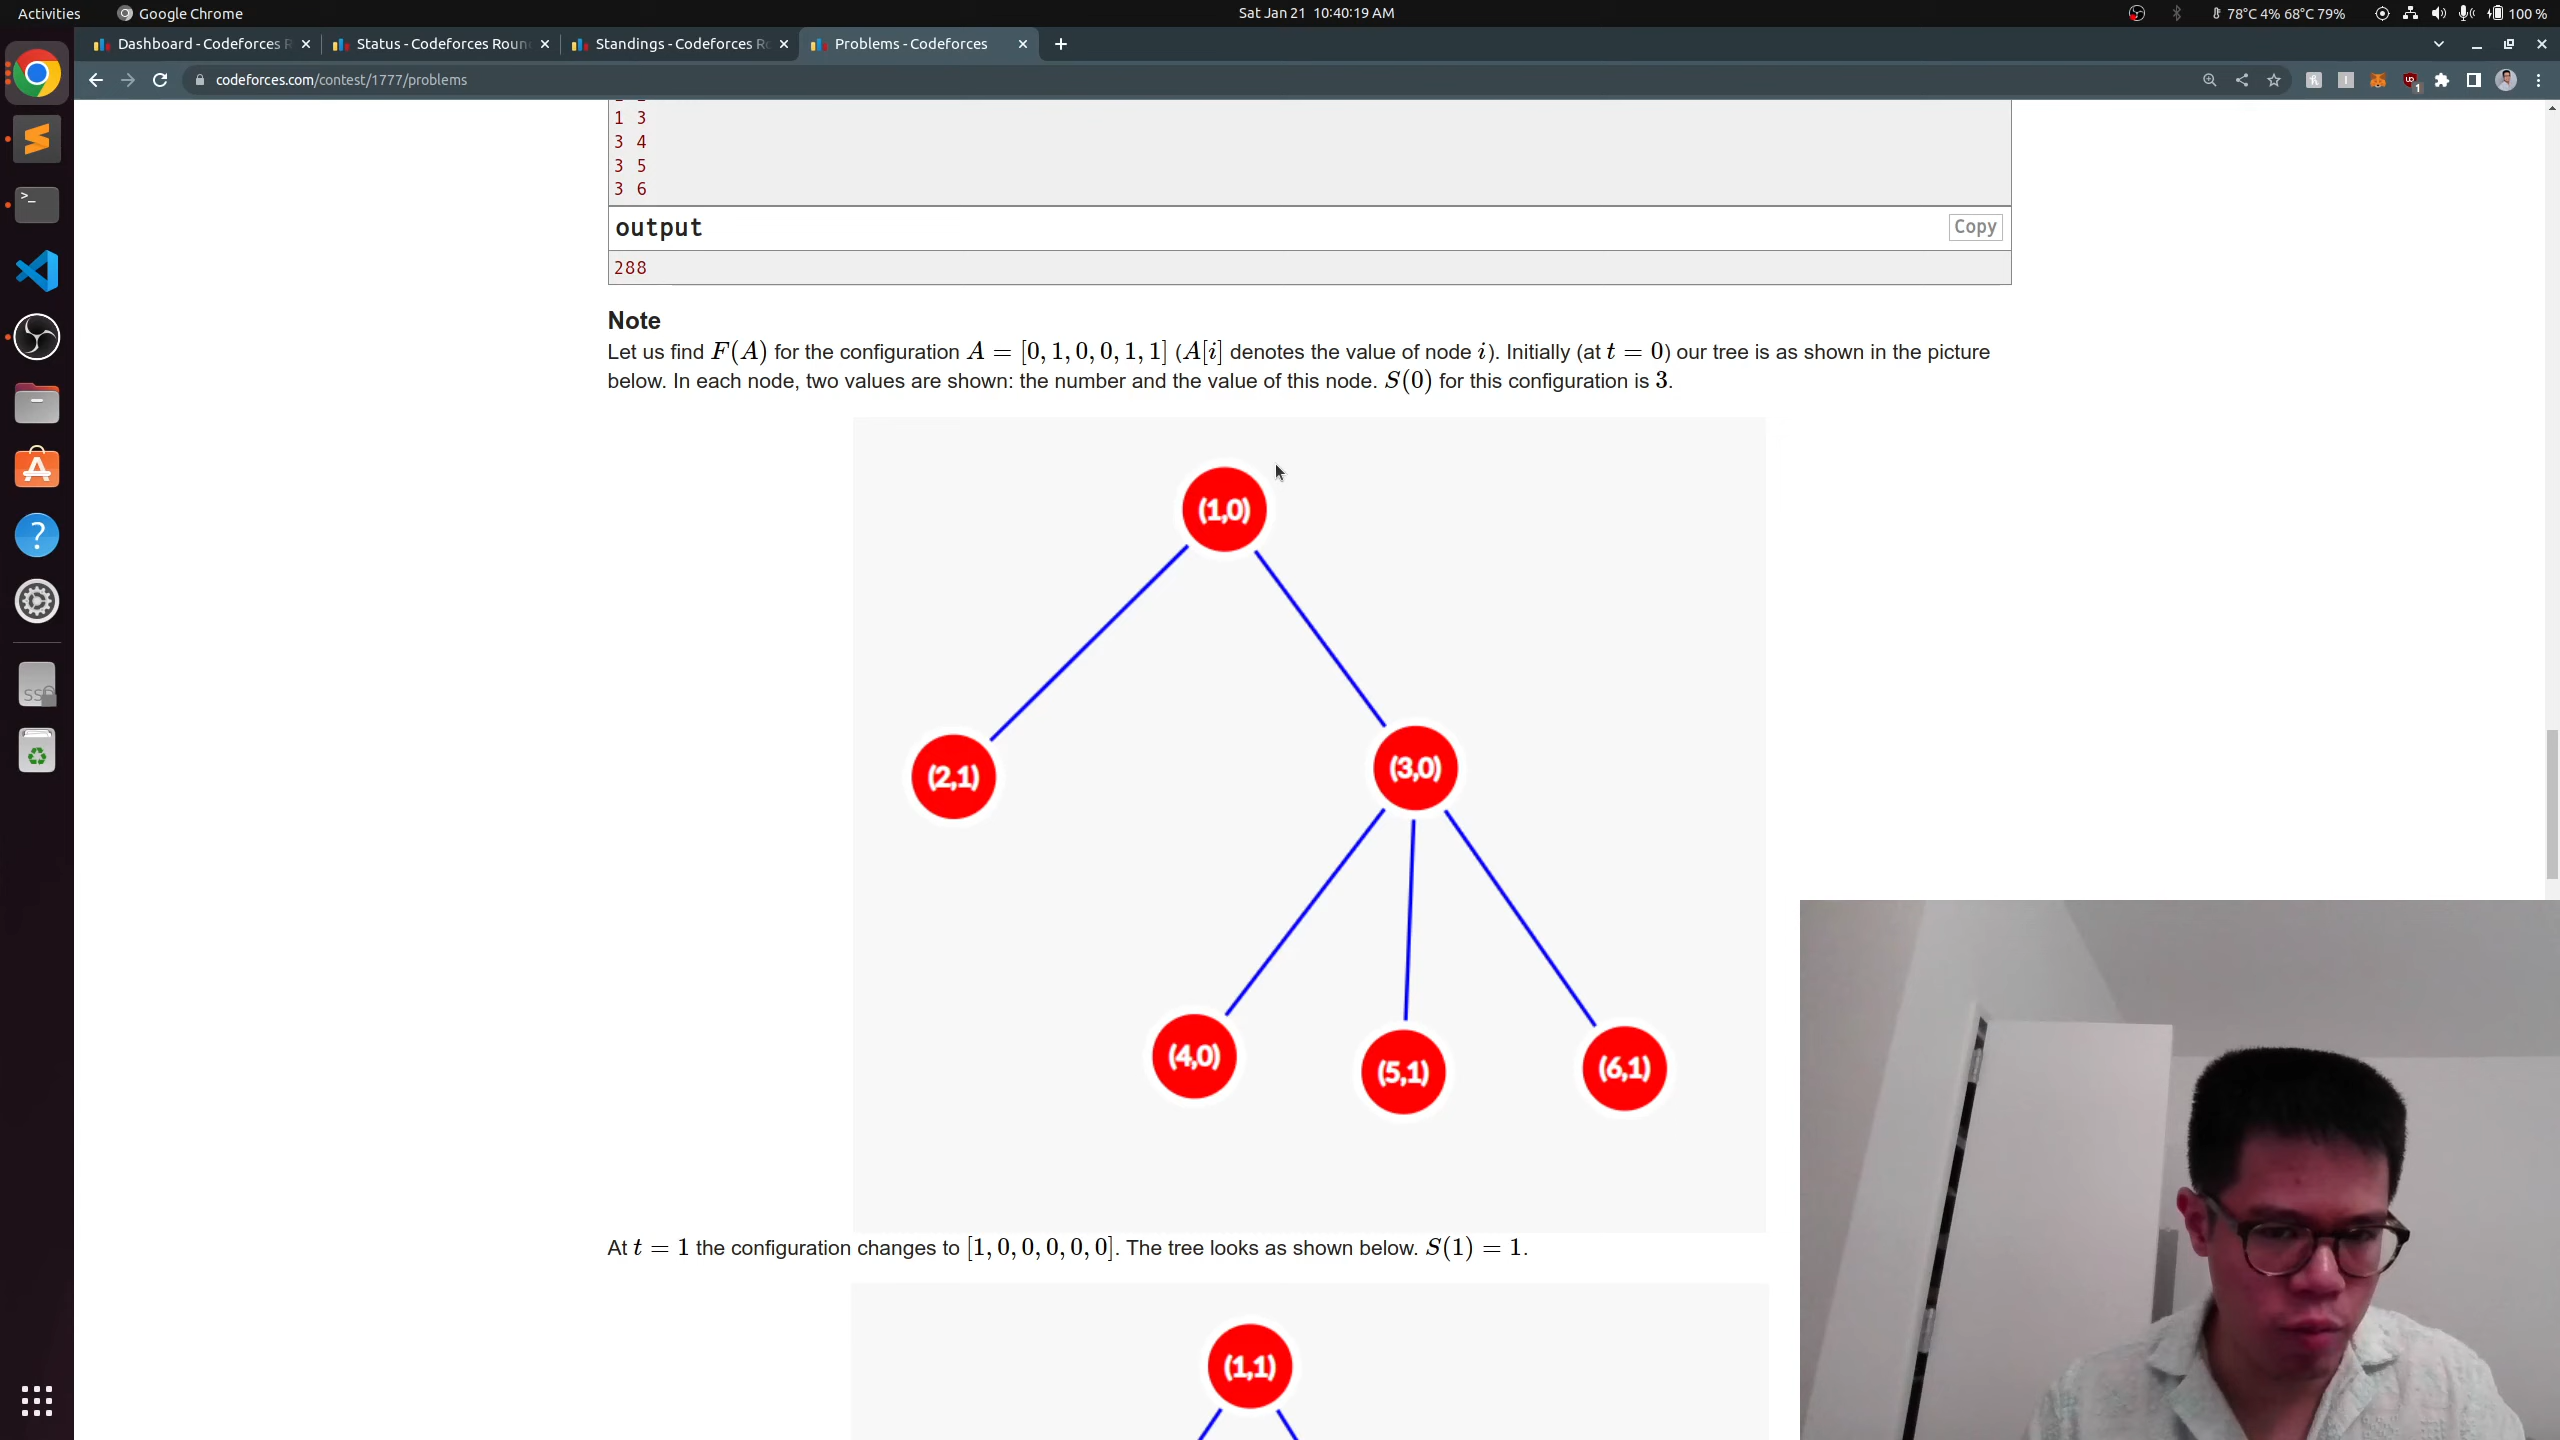 Activities
Google Chrome
Sat Jan 21 10:40:19 AM
78°C 4% 68°C 79%
100 %
Dashboard - Codeforces R
Status - Codeforces Roun
Standings - Codeforces Ro
Problems - Codeforces
codeforces.com/contest/1777/problems
1 3
3 4
3 5
3 6
output
Copy
288
Note
Let us find F(A) for the configuration A = [0, 1, 0, 0, 1, 1] (A[i] denotes the value of node i). Initially (at t = 0) our tree is as shown in the picture
below. In each node, two values are shown: the number and the value of this node. S(0) for this configuration is 3.
(1,0)
(2,1)
(3,0)
(4,0)
(5,1)
(6,1)
At t = 1 the configuration changes to [1, 0, 0, 0, 0, 0]. The tree looks as shown below. S(1) = 1.
(1,1)